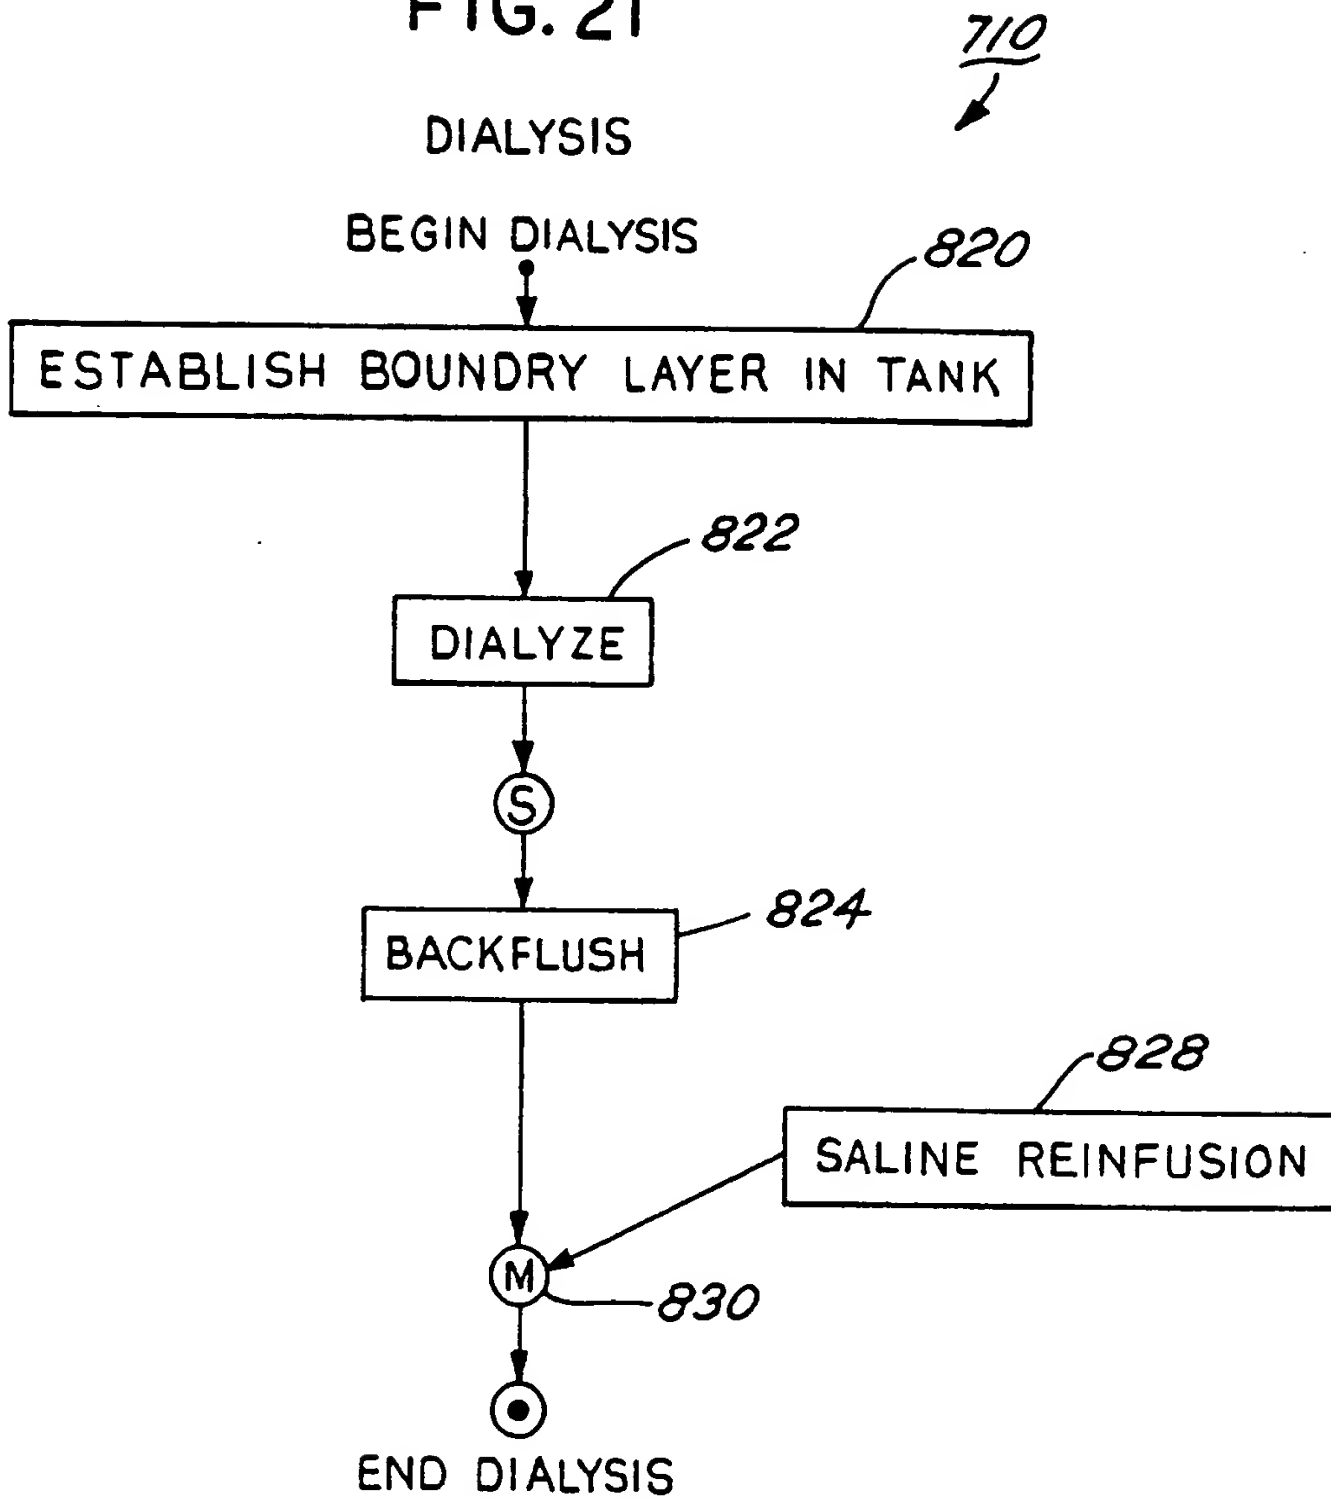 FIG. 21
710
DIALYSIS
BEGIN DIALYSIS
820
ESTABLISH BOUNDRY LAYER IN TANK
822
DIALYZE
S
824
BACKFLUSH
828
SALINE REINFUSION
M
830
END DIALYSIS